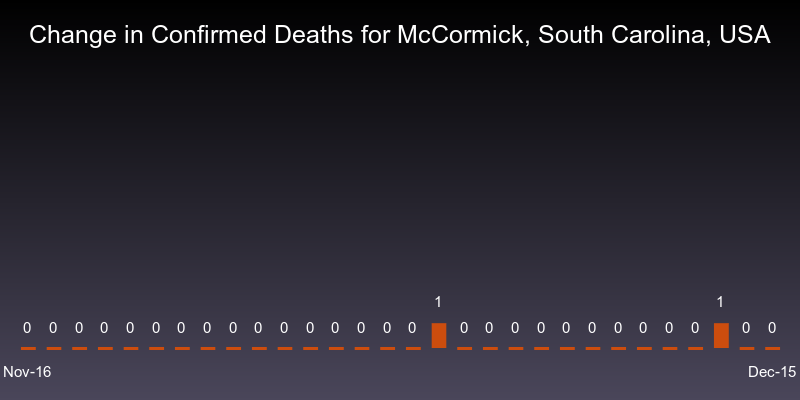 Change in Confirmed Deaths for McCormick, South Carolina, USA
1 1
0 0 0 0 0 0 0 0 0 0 0 0 0 0 0 0 0 0 0 0 0 0 0 0 0 0 0 0
Nov-16 Dec-15